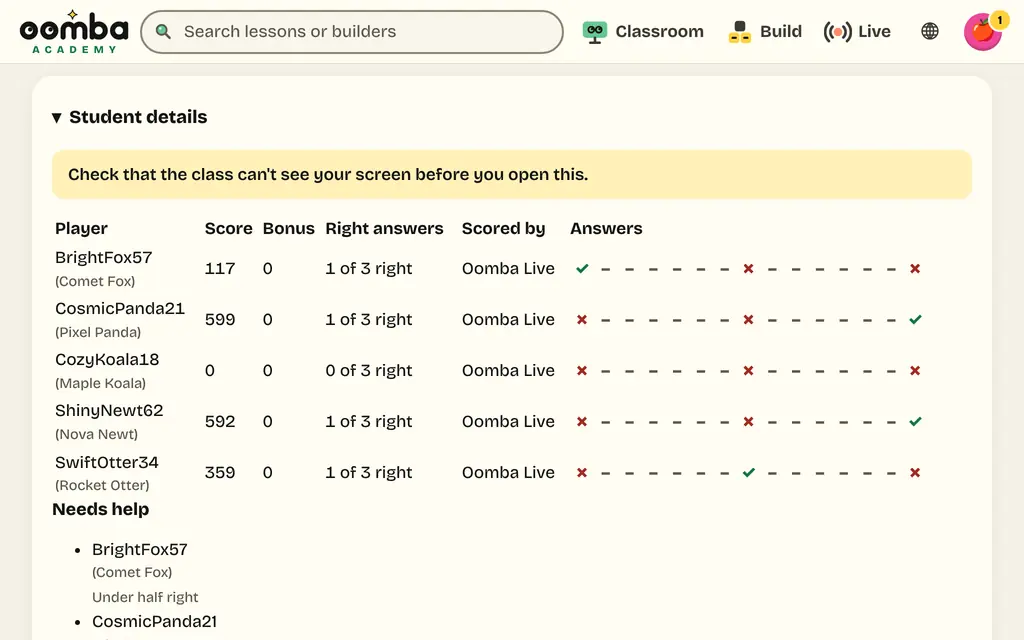 oomba
ACADEMY
Search lessons or builders
Classroom
Build
Live
1
▼ Student details
Check that the class can't see your screen before you open this.
Player Score Bonus Right answers Scored by Answers
BrightFox57
(Comet Fox)
117 0 1 of 3 right Oomba Live ✓ – – – – – – ✗ – – – – – – ✗
CosmicPanda21
(Pixel Panda)
599 0 1 of 3 right Oomba Live ✗ – – – – – – ✗ – – – – – – ✓
CozyKoala18
(Maple Koala)
0 0 0 of 3 right Oomba Live ✗ – – – – – – ✗ – – – – – – ✗
ShinyNewt62
(Nova Newt)
592 0 1 of 3 right Oomba Live ✗ – – – – – – ✗ – – – – – – ✓
SwiftOtter34
(Rocket Otter)
359 0 1 of 3 right Oomba Live ✗ – – – – – – ✓ – – – – – – ✗
Needs help
• BrightFox57
(Comet Fox)
Under half right
• CosmicPanda21